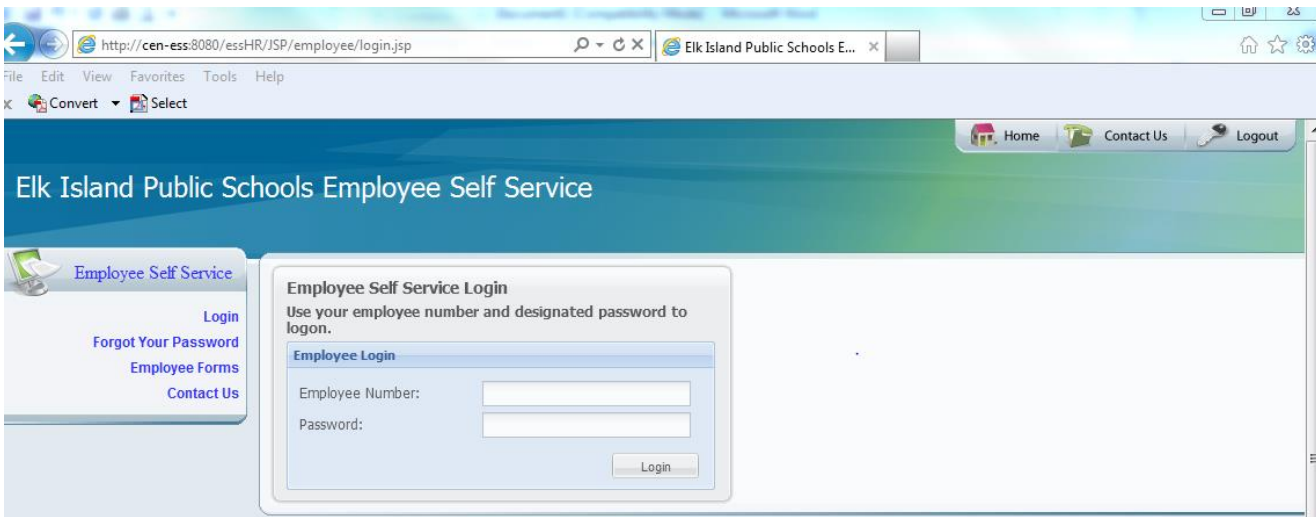 http://cen-ess:8080/essHR/JSP/employee/login.jsp
Elk Island Public Schools E...
File Edit View Favorites Tools Help
x Convert Select
Home Contact Us Logout
Elk Island Public Schools Employee Self Service
Employee Self Service
Login
Forgot Your Password
Employee Forms
Contact Us
Employee Self Service Login
Use your employee number and designated password to
logon.
Employee Login
Employee Number:
Password:
Login